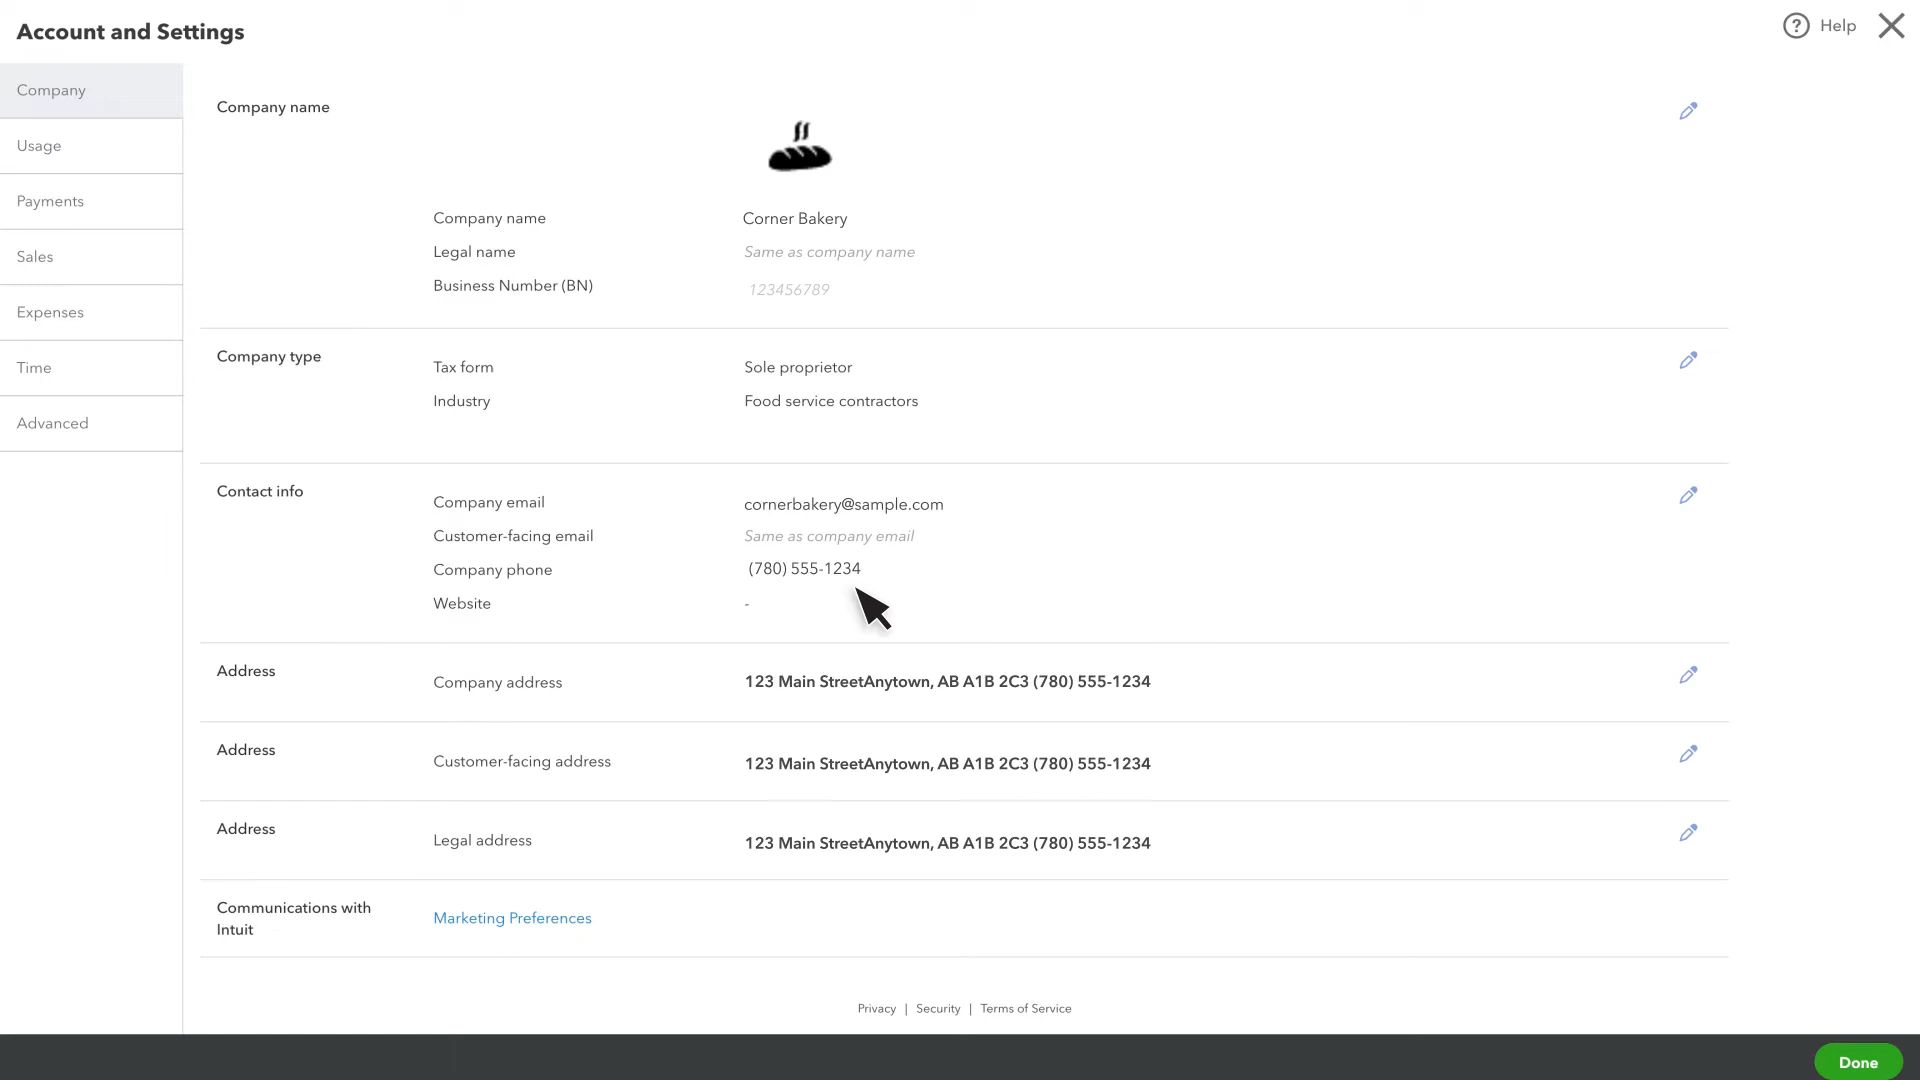 Account and Settings
? Help
Company
Usage
Payments
Sales
Expenses
Time
Advanced
Company name
Company name Corner Bakery
Legal name Same as company name
Business Number (BN) 123456789
Company type
Tax form Sole proprietor
Industry Food service contractors
Contact info
Company email cornerbakery@sample.com
Customer-facing email Same as company email
Company phone (780) 555-1234
Website -
Address
Company address 123 Main StreetAnytown, AB A1B 2C3 (780) 555-1234
Address
Customer-facing address 123 Main StreetAnytown, AB A1B 2C3 (780) 555-1234
Address
Legal address 123 Main StreetAnytown, AB A1B 2C3 (780) 555-1234
Communications with
Intuit
Marketing Preferences
Privacy | Security | Terms of Service
Done